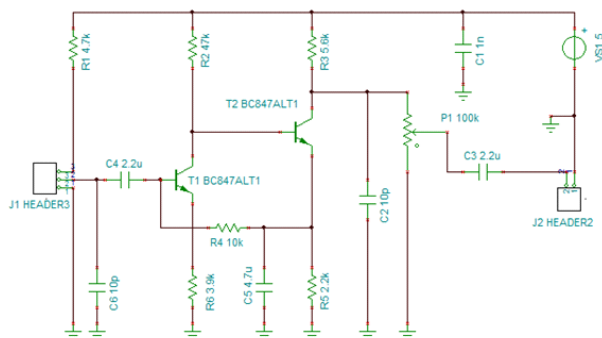 R1 4.7k
R2 47k
R3 5.6k
C1 1n
VS1 5
+
T2 BC847ALT1
P1 100k
C4 2.2u
T1 BC847ALT1
C3 2.2u
J1 HEADER3
J2 HEADER2
2
1
R4 10k
C2 10p
C6 10p
R6 3.9k
C5 4.7u
R5 2.2k